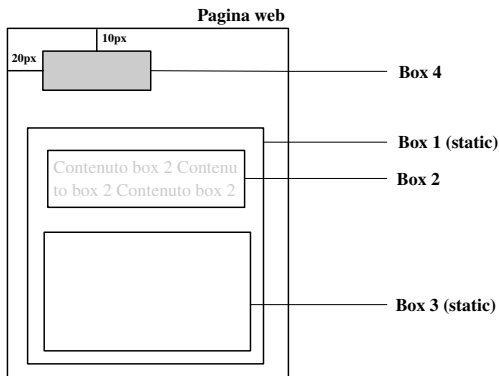 Pagina web
10px
20px
Box 4
Box 1 (static)
Contenuto box 2 Contenu
to box 2 Contenuto box 2
Box 2
Box 3 (static)